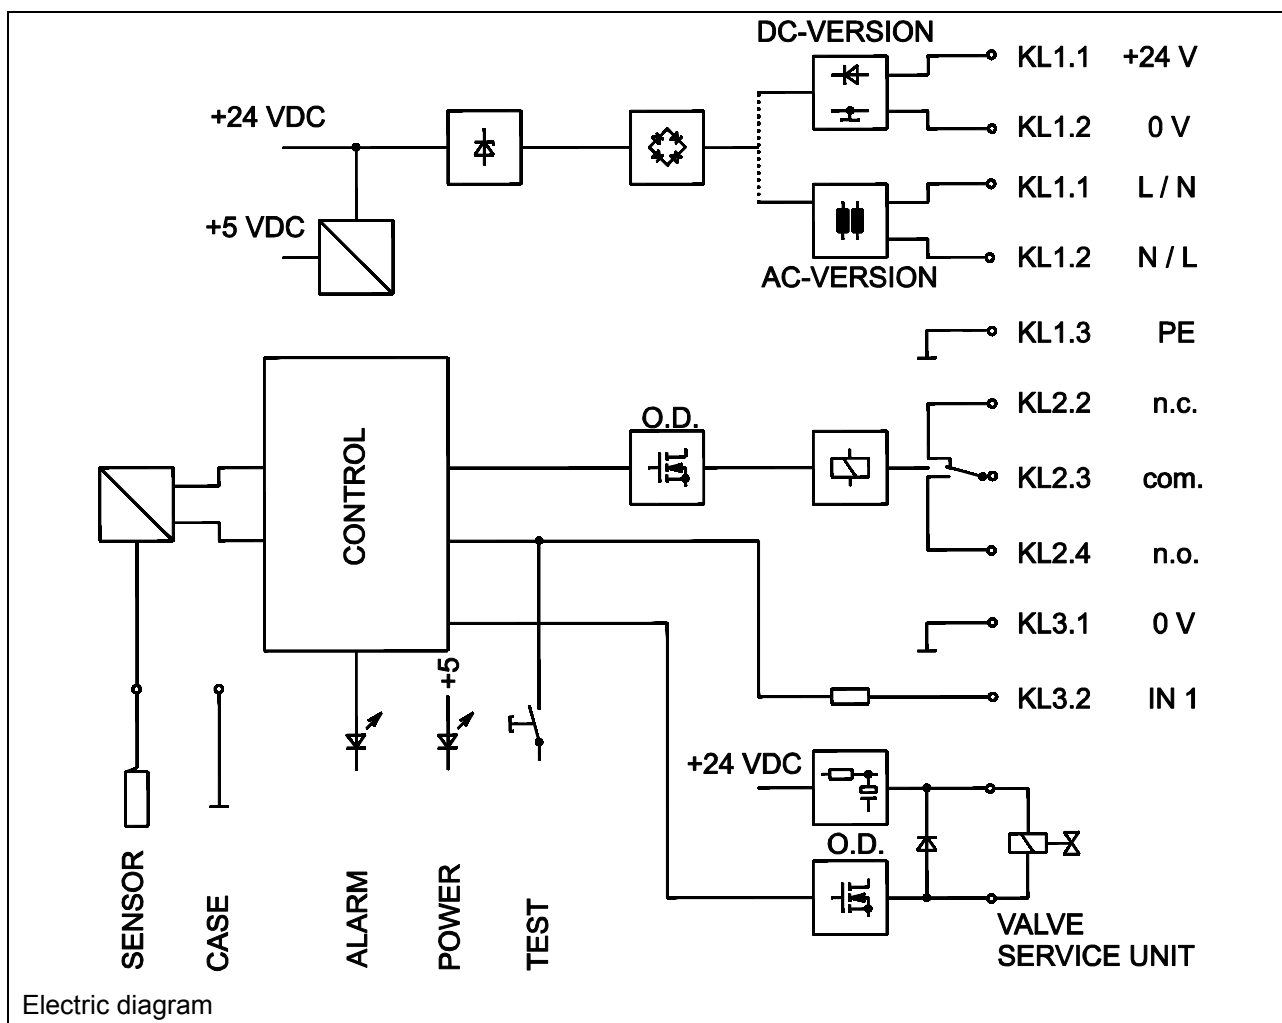 DC-VERSION
KL1.1 +24 V
+24 VDC
KL1.2 0 V
KL1.1 L / N
+5 VDC
KL1.2 N / L
AC-VERSION
KL1.3 PE
KL2.2 n.c.
O.D.
CONTROL
KL2.3 com.
KL2.4 n.o.
KL3.1 0 V
+5
KL3.2 IN 1
+24 VDC
O.D.
SENSOR
CASE
ALARM
POWER
TEST
VALVE
SERVICE UNIT
Electric diagram